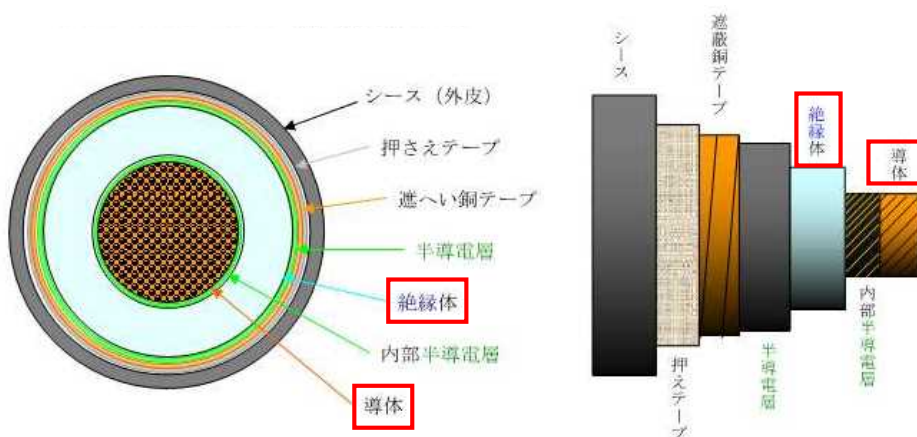 シース（外皮）
押さえテープ
遮へい銅テープ
半導電層
絶縁体
内部半導電層
導体
シース
遮蔽銅テープ
絶縁体
導体
押えテープ
半導電層
内部半導電層